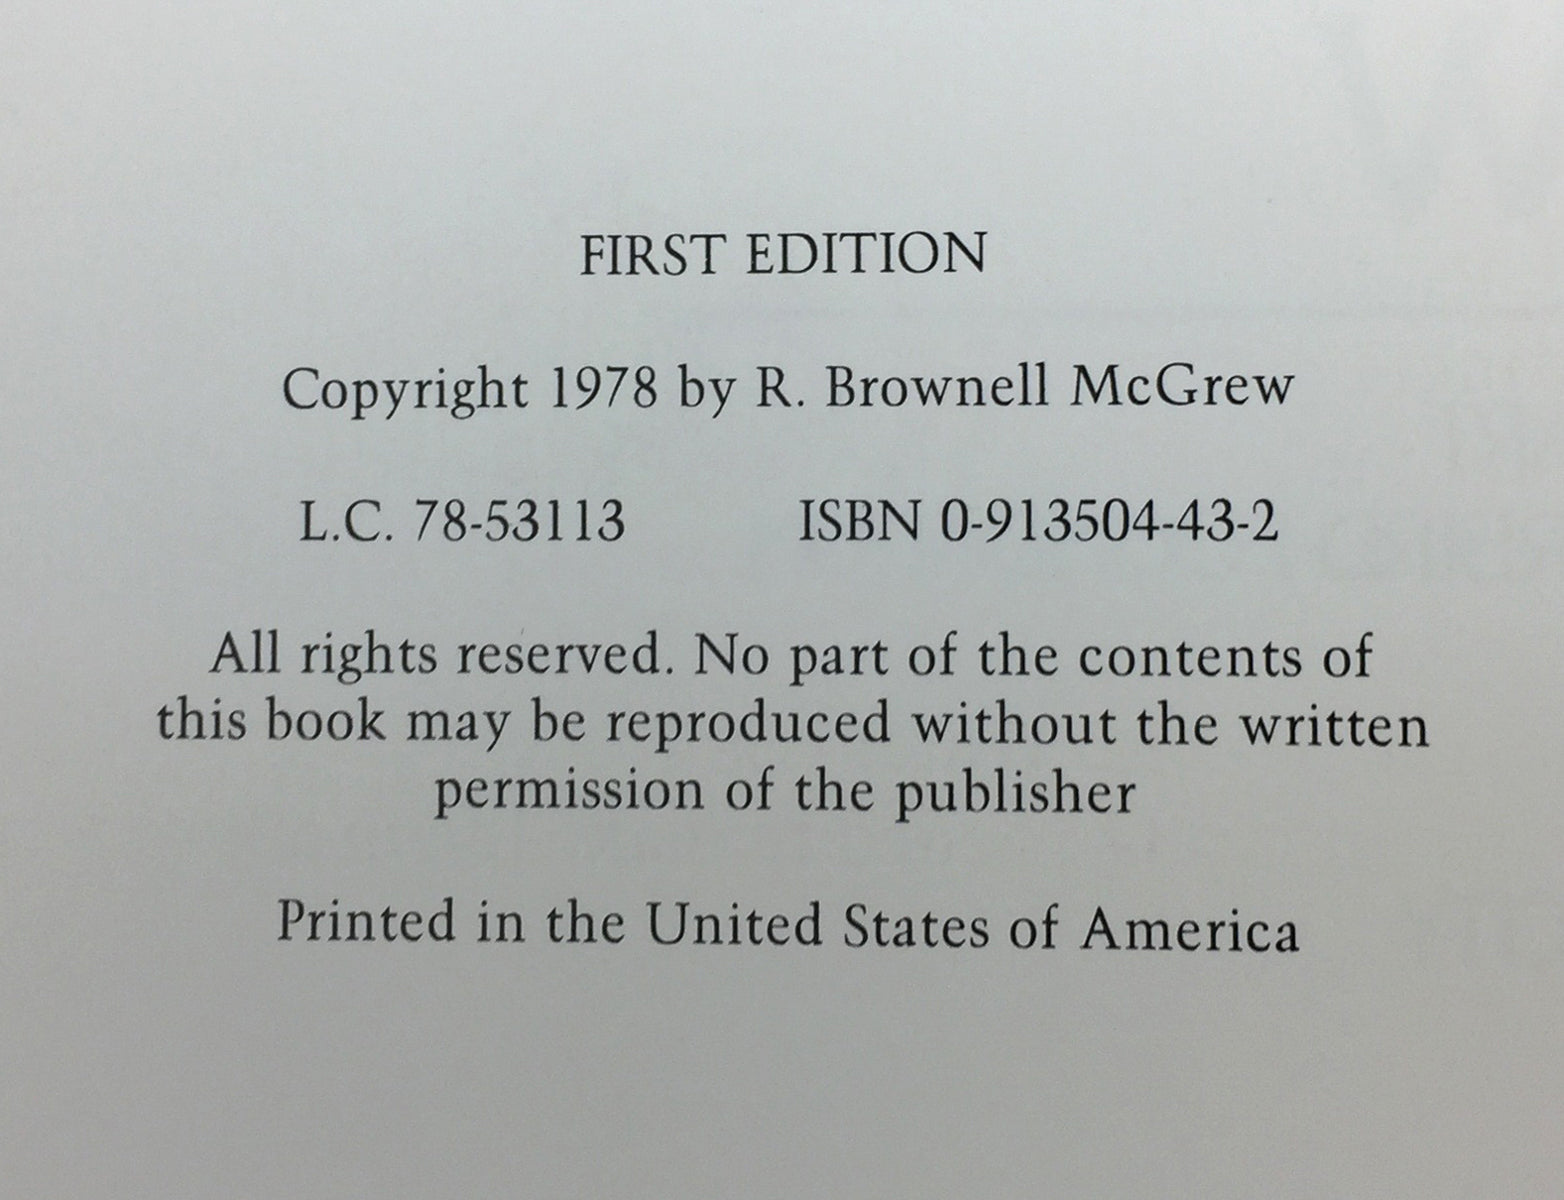 FIRST EDITION
Copyright 1978 by R. Brownell McGrew
L.C. 78-53113 ISBN 0-913504-43-2
All rights reserved. No part of the contents of
this book may be reproduced without the written
permission of the publisher
Printed in the United States of America